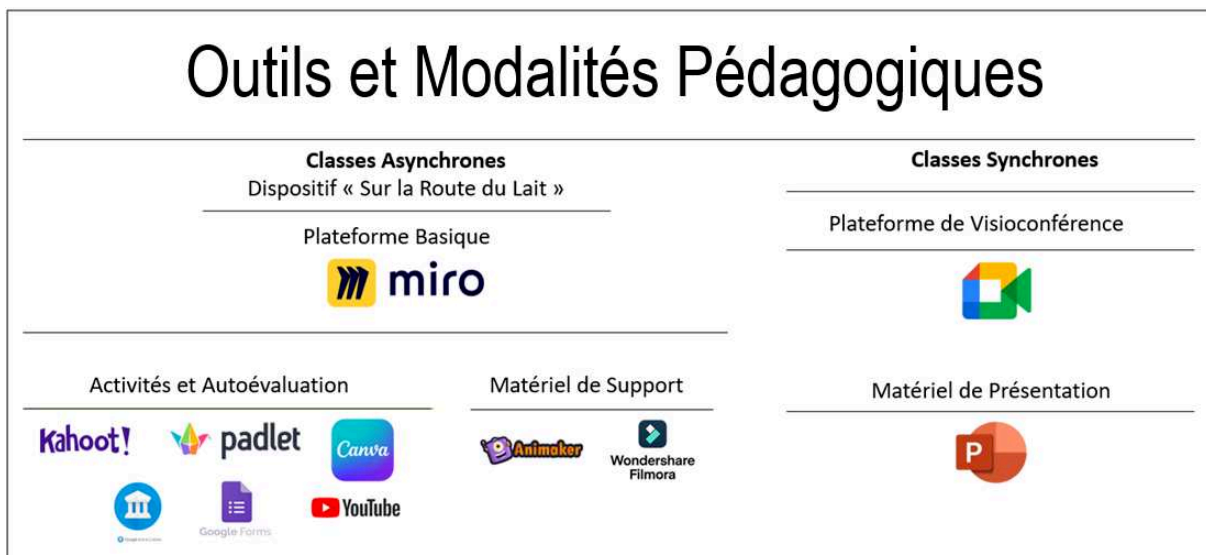 Outils et Modalités Pédagogiques
Classes Asynchrones
Dispositif « Sur la Route du Lait »
Plateforme Basique
miro
Classes Synchrones
Plateforme de Visioconférence
Activités et Autoévaluation
Kahoot!
padlet
Canva
Google Forms
YouTube
Matériel de Support
Animaker
Wondershare
Filmora
Matériel de Présentation
P